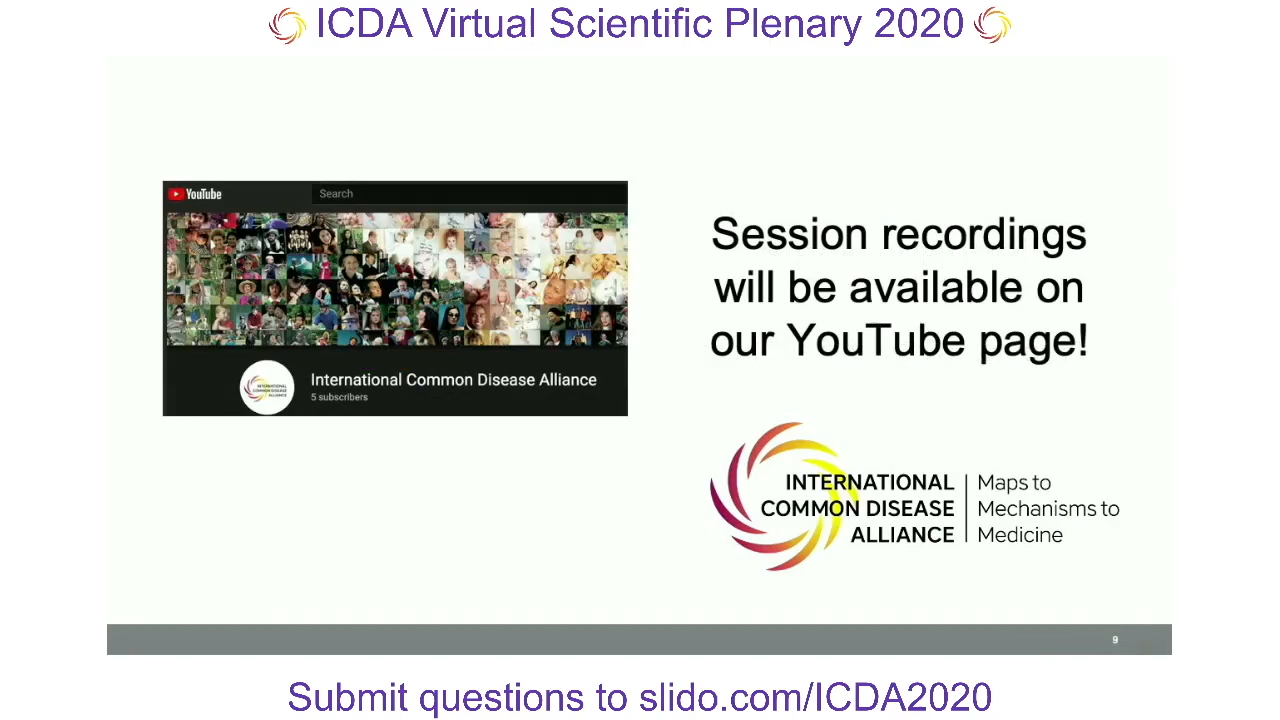 ICDA Virtual Scientific Plenary 2020
YouTube
Search
International Common Disease Alliance
5 subscribers
Session recordings
will be available on
our YouTube page!
INTERNATIONAL
COMMON DISEASE
ALLIANCE
Maps to
Mechanisms to
Medicine
9
Submit questions to slido.com/ICDA2020